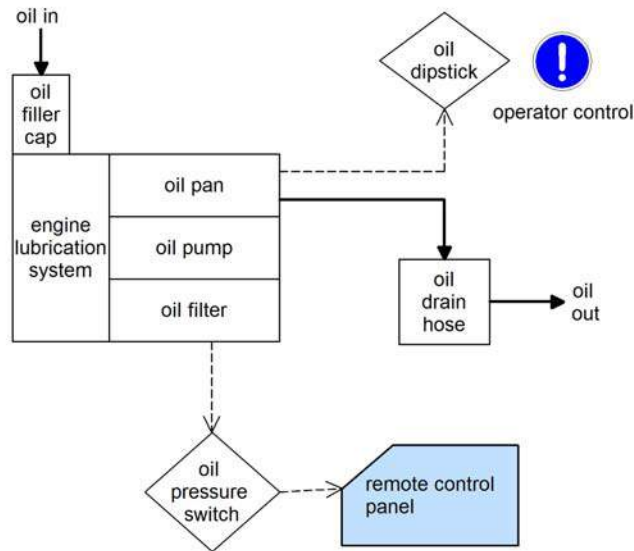 oil in
oil
filler
cap
oil
dipstick
operator control
engine
lubrication
system
oil pan
oil pump
oil filter
oil
drain
hose
oil
out
oil
pressure
switch
remote control
panel